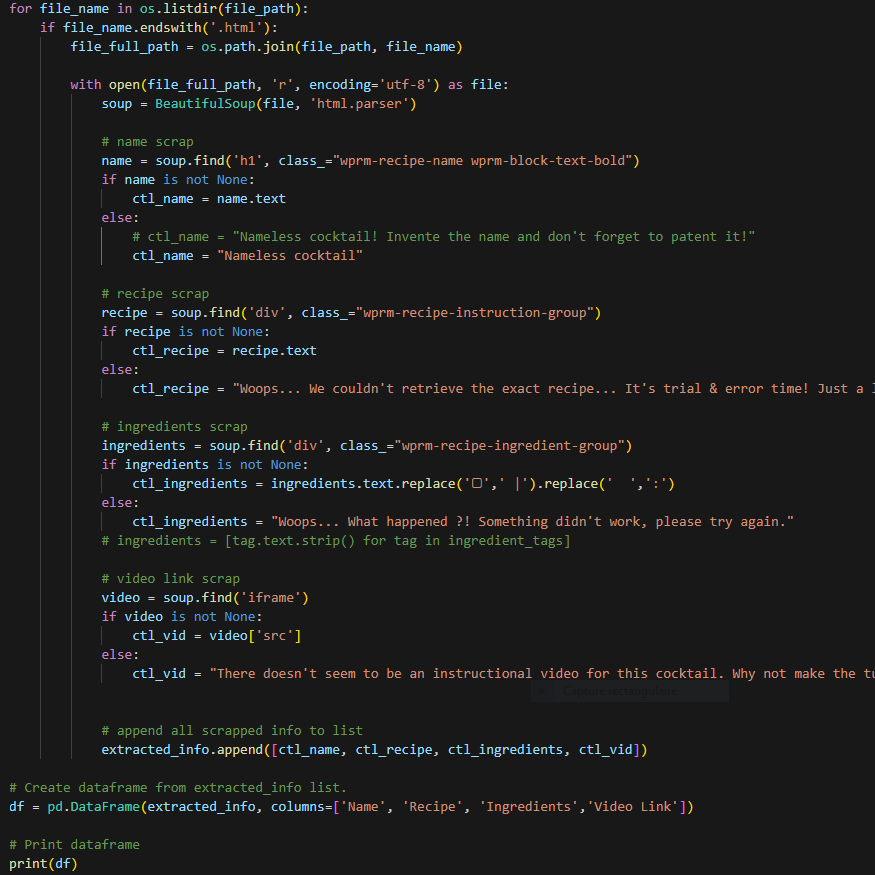 for file_name in os.listdir(file_path):
    if file_name.endswith('.html'):
        file_full_path = os.path.join(file_path, file_name)

        with open(file_full_path, 'r', encoding='utf-8') as file:
            soup = BeautifulSoup(file, 'html.parser')

            # name scrap
            name = soup.find('h1', class_="wprm-recipe-name wprm-block-text-bold")
            if name is not None:
                ctl_name = name.text
            else:
                # ctl_name = "Nameless cocktail! Invente the name and don't forget to patent it!"
                ctl_name = "Nameless cocktail"

            # recipe scrap
            recipe = soup.find('div', class_="wprm-recipe-instruction-group")
            if recipe is not None:
                ctl_recipe = recipe.text
            else:
                ctl_recipe = "Woops... We couldn't retrieve the exact recipe... It's trial & error time! Just a

            # ingredients scrap
            ingredients = soup.find('div', class_="wprm-recipe-ingredient-group")
            if ingredients is not None:
                ctl_ingredients = ingredients.text.replace('▢',' |').replace('  ',':')
            else:
                ctl_ingredients = "Woops... What happened ?! Something didn't work, please try again."
            # ingredients = [tag.text.strip() for tag in ingredient_tags]

            # video link scrap
            video = soup.find('iframe')
            if video is not None:
                ctl_vid = video['src']
            else:
                ctl_vid = "There doesn't seem to be an instructional video for this cocktail. Why not make the
Capture rectangulaire

            # append all scrapped info to list
            extracted_info.append([ctl_name, ctl_recipe, ctl_ingredients, ctl_vid])

# Create dataframe from extracted_info list.
df = pd.DataFrame(extracted_info, columns=['Name', 'Recipe', 'Ingredients','Video Link'])

# Print dataframe
print(df)